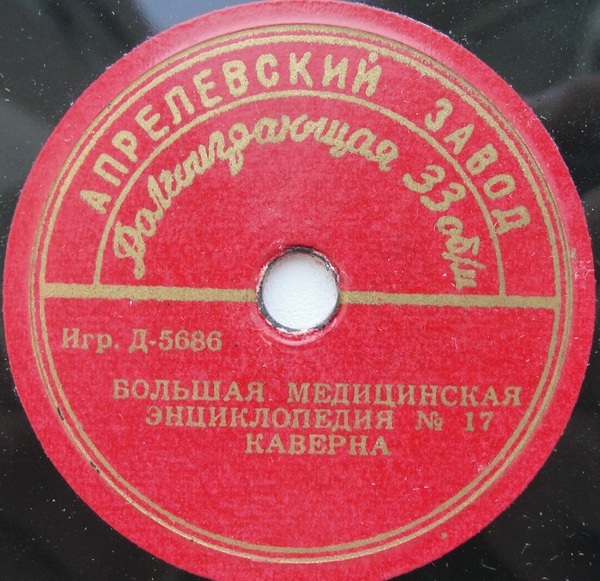 АПРЕЛЕВСКИЙ ЗАВОД
Долгоиграющая 33 об/м
Игр. Д-5686
БОЛЬШАЯ МЕДИЦИНСКАЯ
ЭНЦИКЛОПЕДИЯ № 17
КАВЕРНА